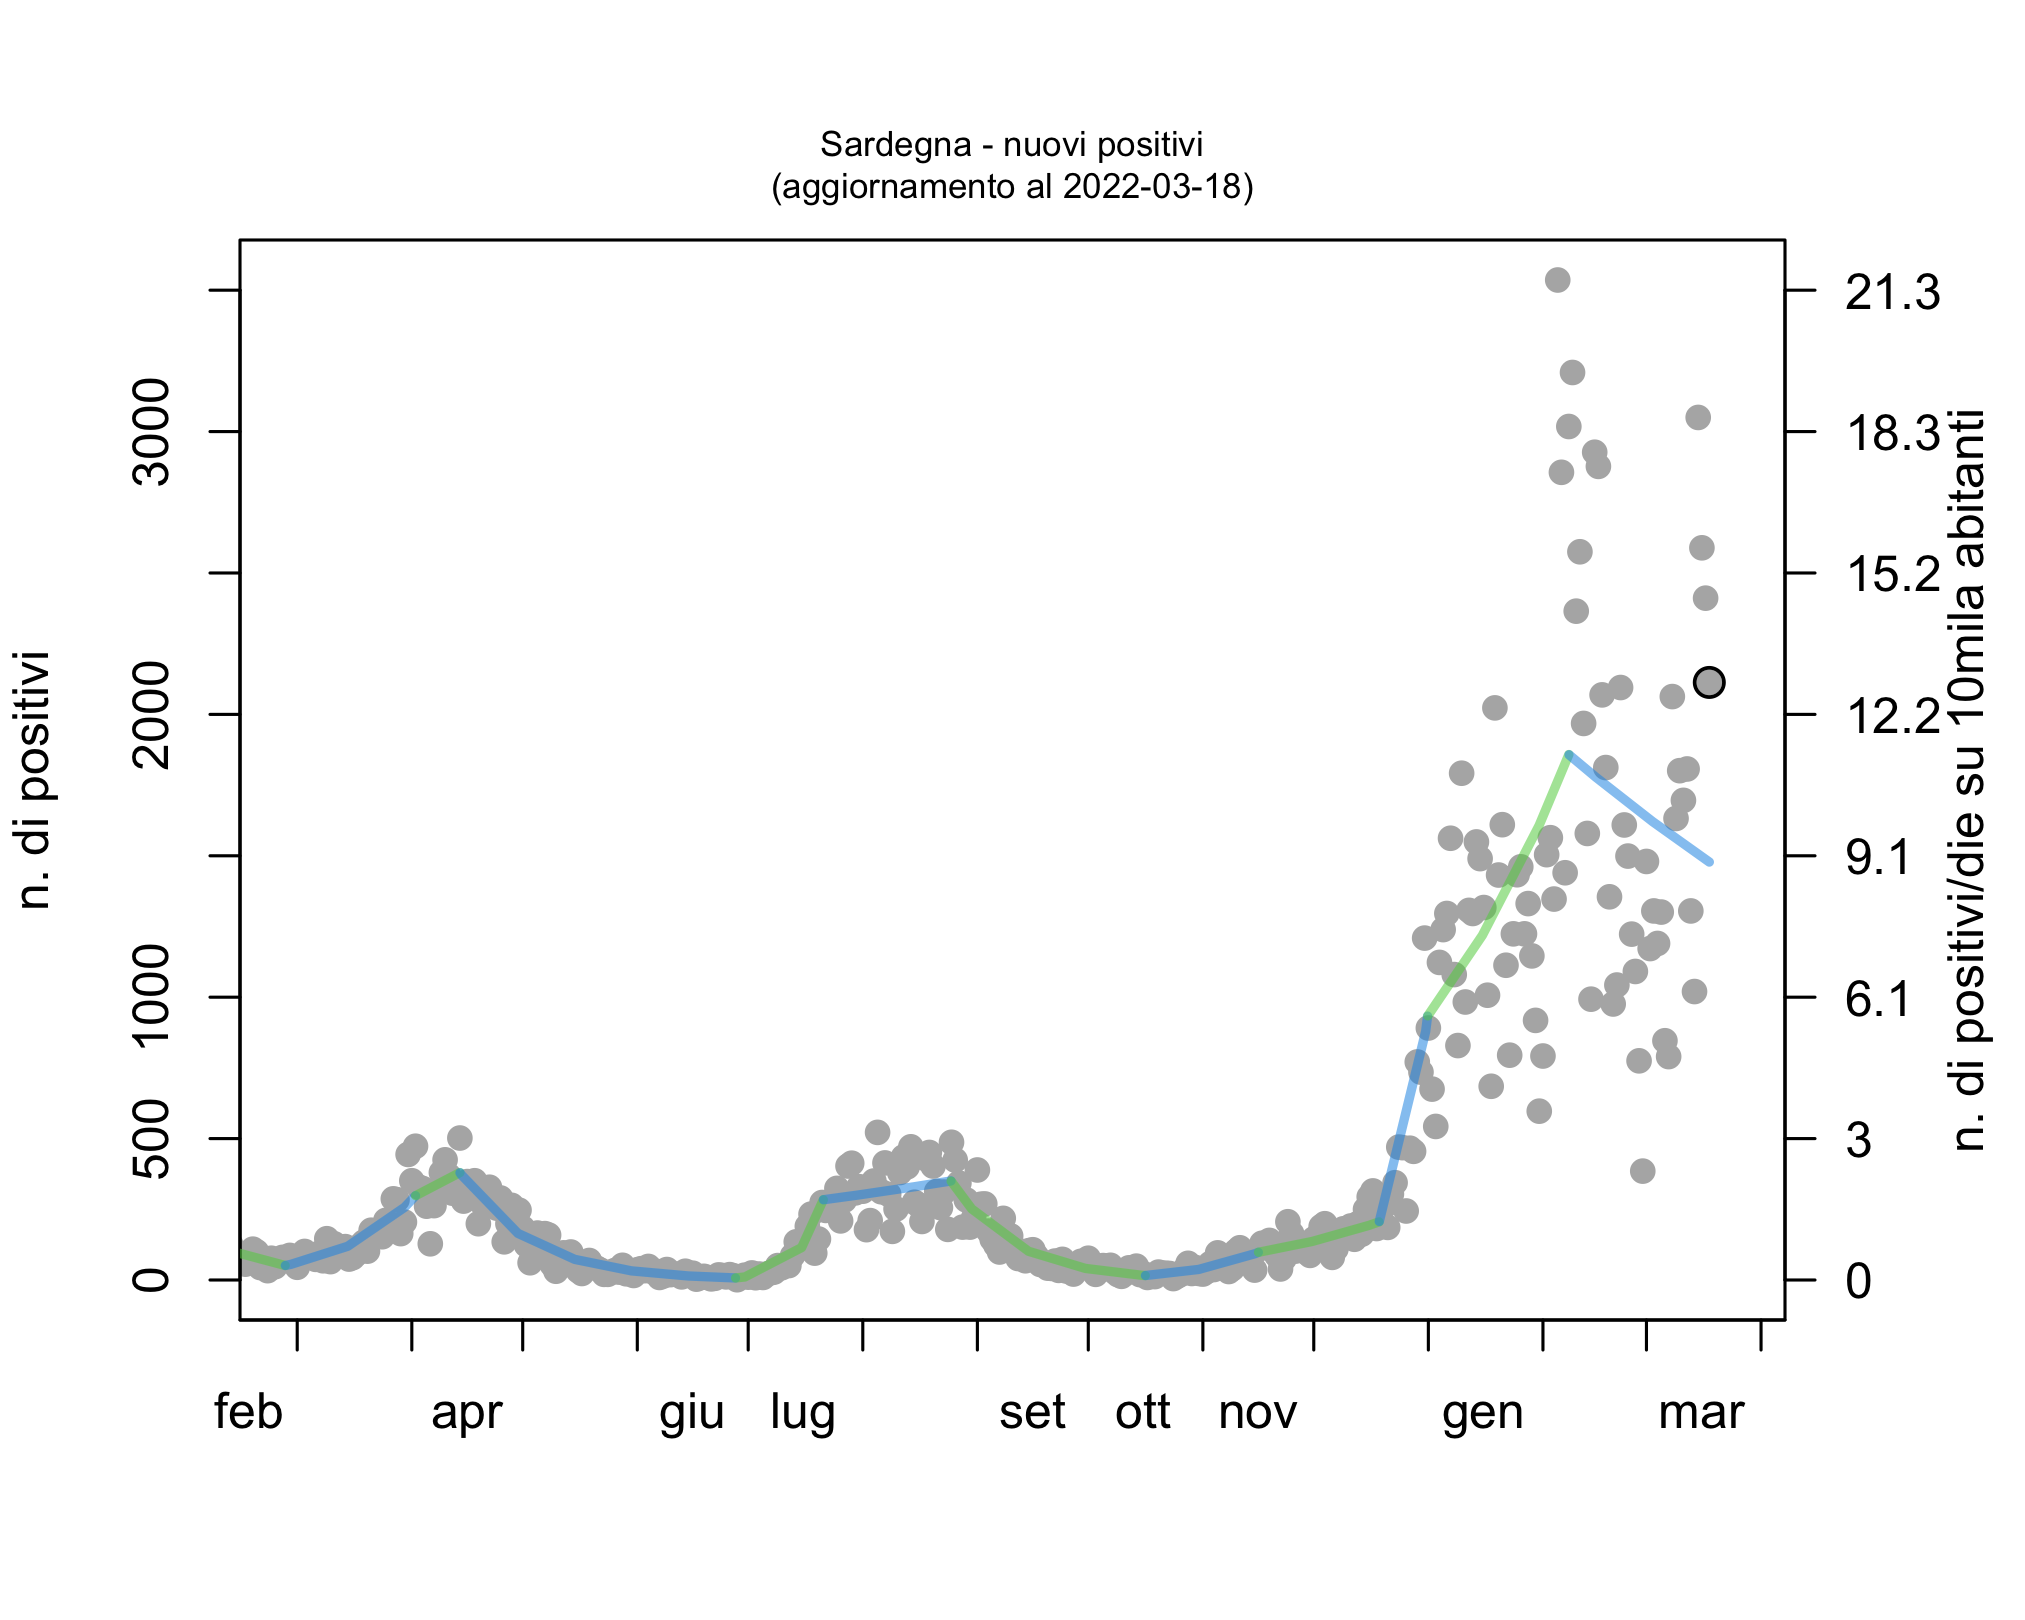 Sardegna - nuovi positivi
(aggiornamento al 2022-03-18)
n. di positivi
3000
2000
1000
500
0
21.3
18.3
15.2
12.2
9.1
6.1
3
0
n. di positivi/die su 10mila abitanti
feb apr giu lug set ott nov gen mar